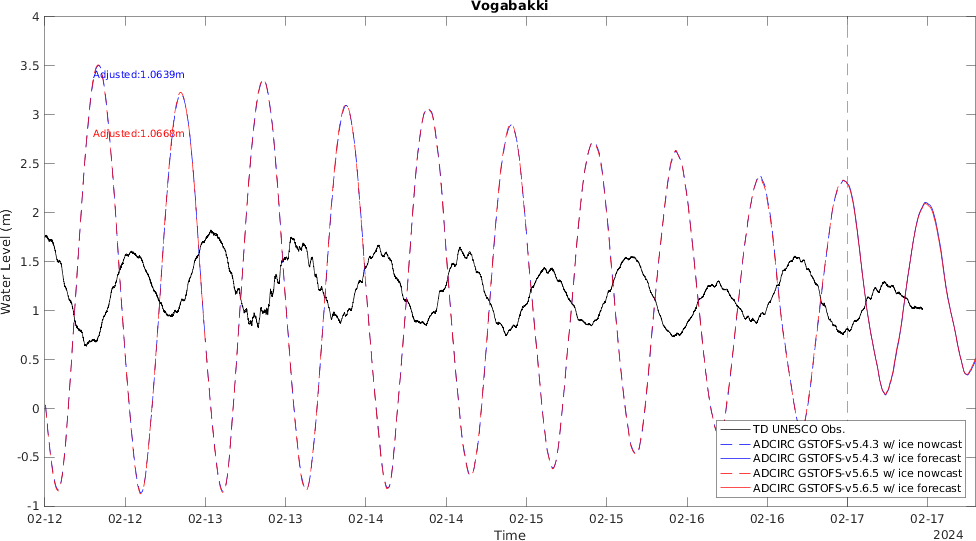 Vogabakki
4
3.5
3
2.5
2
1.5
1
0.5
0
-0.5
-1
Water Level (m)
Adjusted:1.0639m
Adjusted:1.0668m
TD UNESCO Obs.
ADCIRC GSTOFS-v5.4.3 w/ ice nowcast
ADCIRC GSTOFS-v5.4.3 w/ ice forecast
ADCIRC GSTOFS-v5.6.5 w/ ice nowcast
ADCIRC GSTOFS-v5.6.5 w/ ice forecast
02-12 02-12 02-13 02-13 02-14 02-14 02-15 02-15 02-16 02-16 02-17 02-17
Time
2024